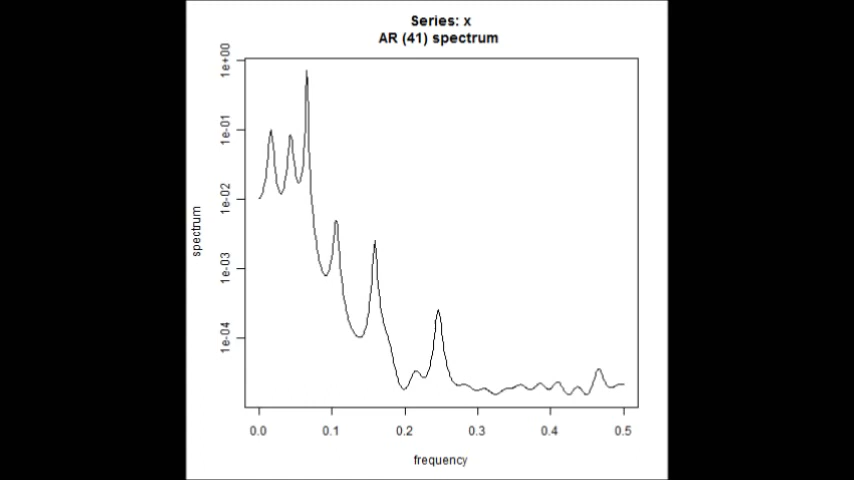 Series: x
AR (41) spectrum
1e+00
1e-01
1e-02
1e-03
1e-04
spectrum
0.0 0.1 0.2 0.3 0.4 0.5
frequency